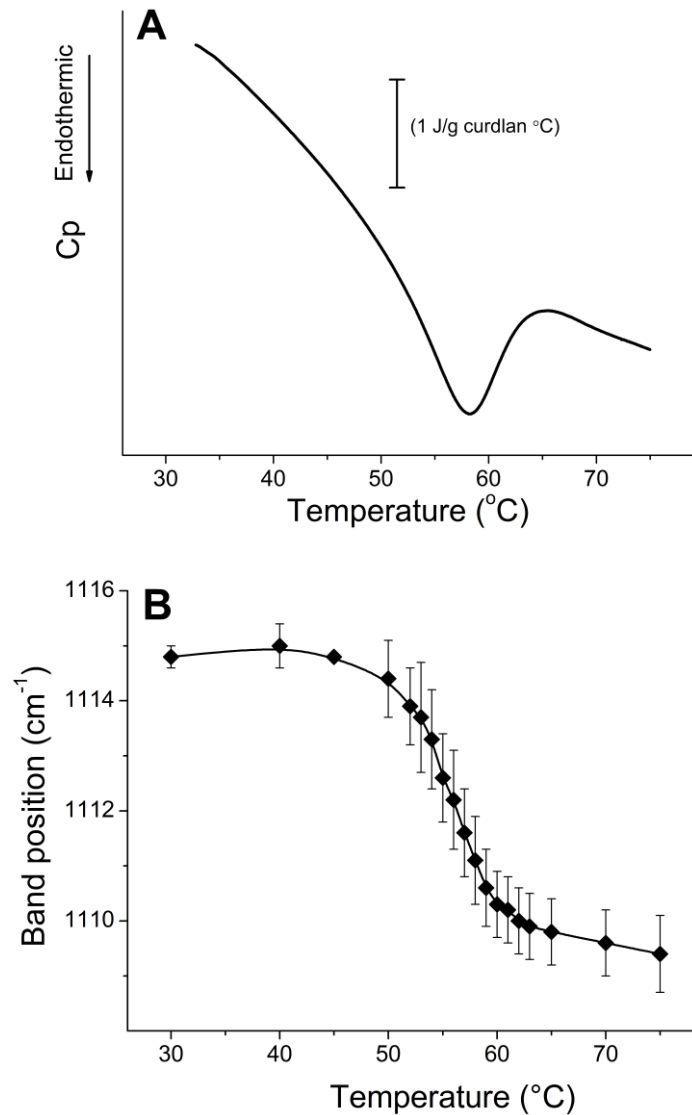 A
Endothermic
(1 J/g curdlan °C)
Cp
30 40 50 60 70
Temperature (°C)
B
1116
1114
1112
1110
Band position (cm⁻¹)
30 40 50 60 70
Temperature (°C)